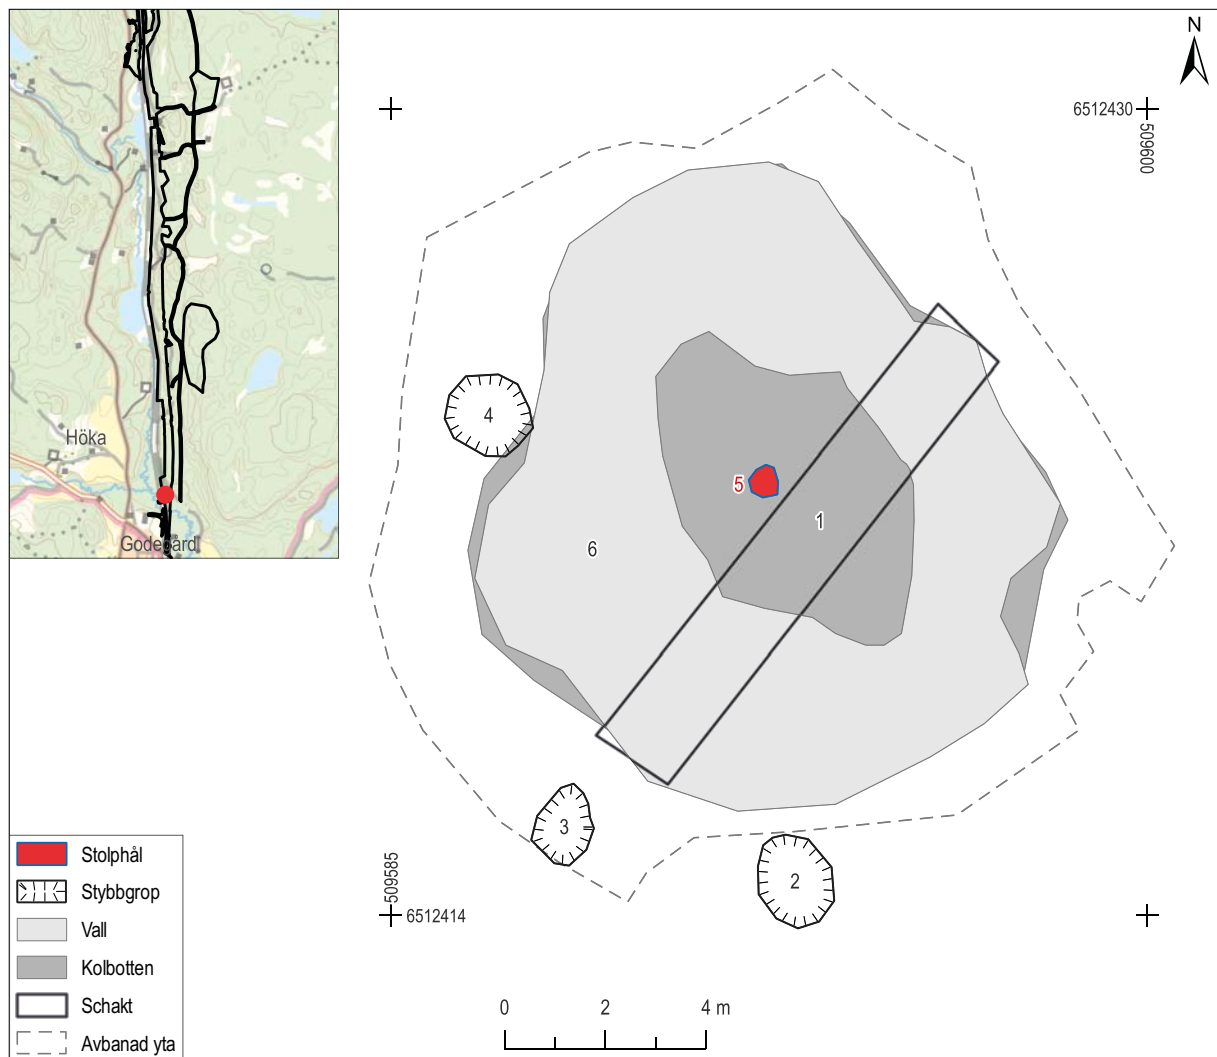 N
6512430
509600
Höka
Godegård
4
5
1
6
3
2
509585
6512414
Stolphål
Stybbgrop
Vall
Kolbotten
Schakt
Avbanad yta
0 2 4 m